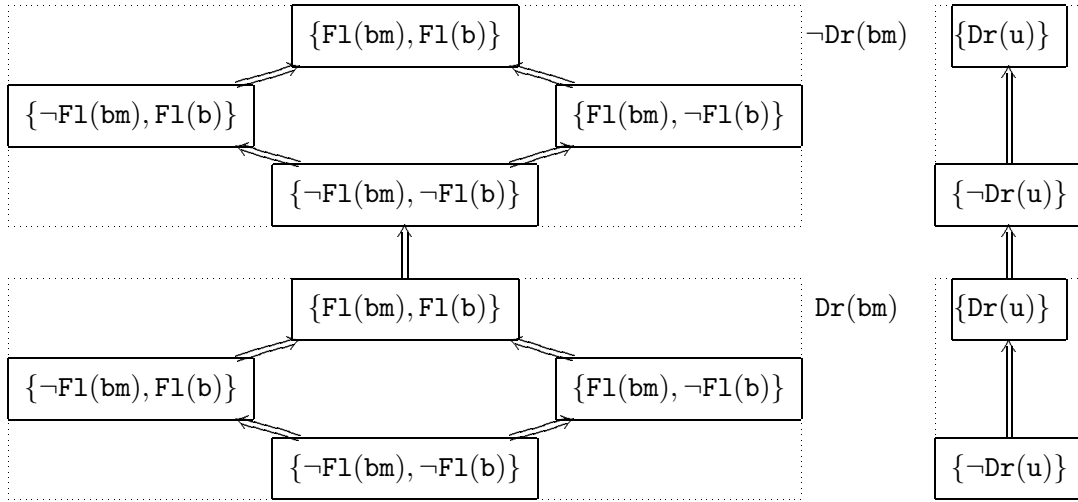 {Fl(bm), Fl(b)} ¬Dr(bm) {Dr(u)}
{¬Fl(bm), Fl(b)} {Fl(bm), ¬Fl(b)}
{¬Fl(bm), ¬Fl(b)} {¬Dr(u)}
{Fl(bm), Fl(b)} Dr(bm) {Dr(u)}
{¬Fl(bm), Fl(b)} {Fl(bm), ¬Fl(b)}
{¬Fl(bm), ¬Fl(b)} {¬Dr(u)}